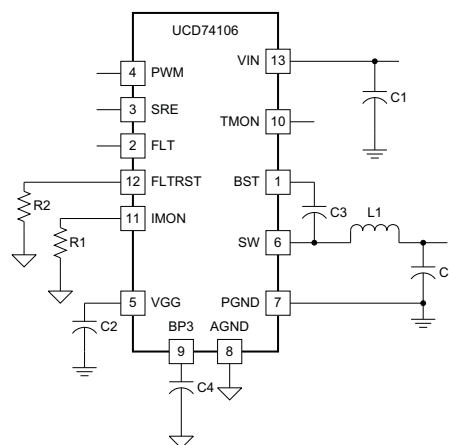 UCD74106
VIN
13
4
PWM
C1
3
SRE
TMON
10
2
FLT
12
FLTRST
BST
1
R2
11
IMON
C3
L1
R1
SW
6
C
5
VGG
PGND
7
C2
BP3
AGND
9
8
C4